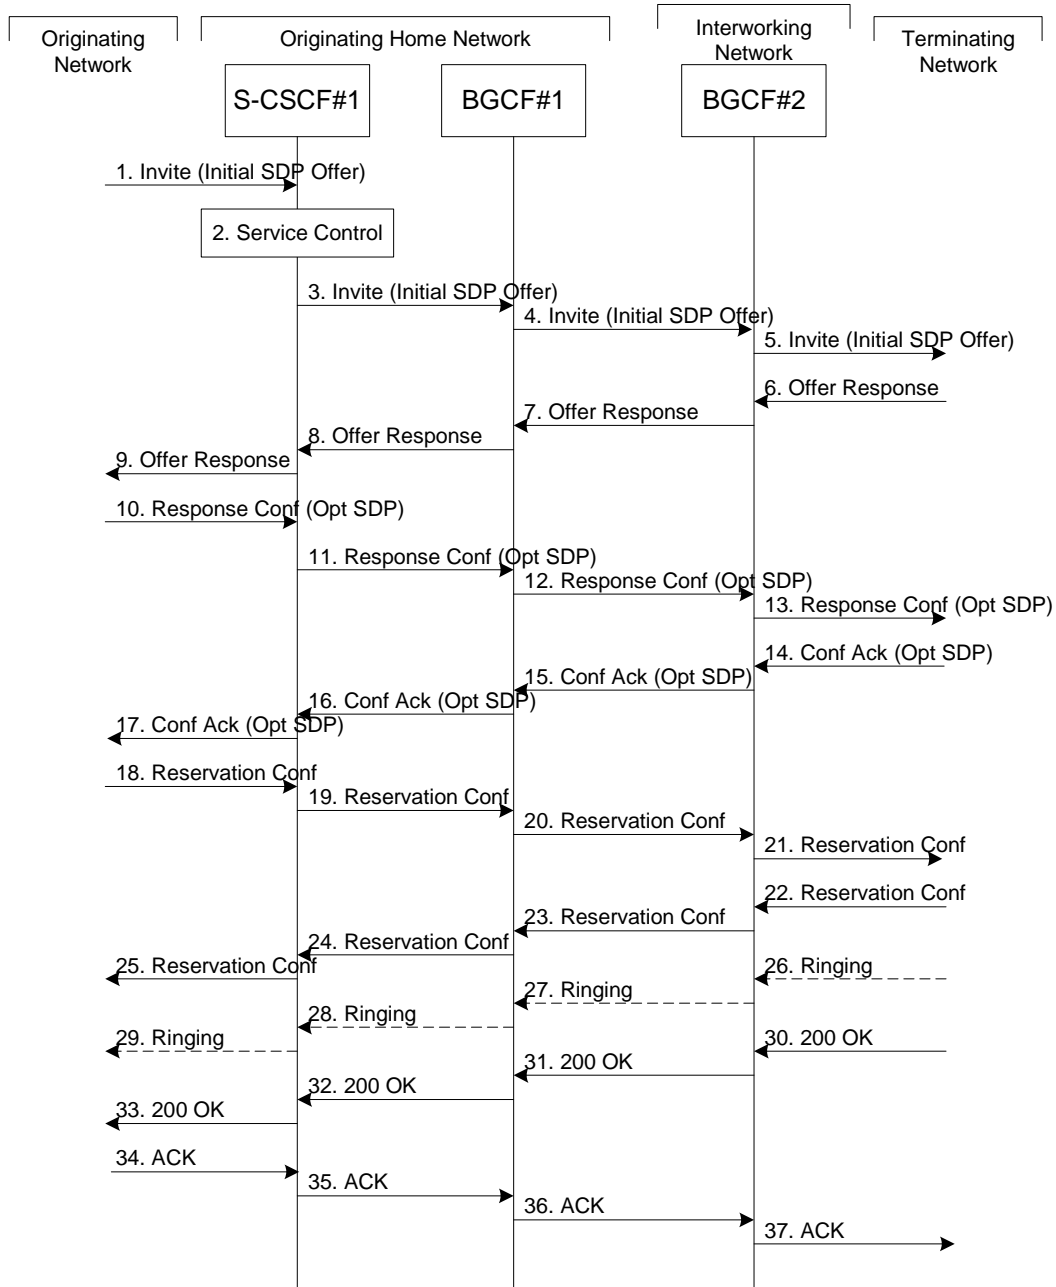 Originating
Network
Originating Home Network
Interworking
Network
Terminating
Network
S-CSCF#1
BGCF#1
BGCF#2
1. Invite (Initial SDP Offer)
2. Service Control
3. Invite (Initial SDP Offer)
4. Invite (Initial SDP Offer)
5. Invite (Initial SDP Offer)
6. Offer Response
7. Offer Response
8. Offer Response
9. Offer Response
10. Response Conf (Opt SDP)
11. Response Conf (Opt SDP)
12. Response Conf (Opt SDP)
13. Response Conf (Opt SDP)
14. Conf Ack (Opt SDP)
15. Conf Ack (Opt SDP)
16. Conf Ack (Opt SDP)
17. Conf Ack (Opt SDP)
18. Reservation Conf
19. Reservation Conf
20. Reservation Conf
21. Reservation Conf
22. Reservation Conf
23. Reservation Conf
24. Reservation Conf
25. Reservation Conf
26. Ringing
27. Ringing
28. Ringing
29. Ringing
30. 200 OK
31. 200 OK
32. 200 OK
33. 200 OK
34. ACK
35. ACK
36. ACK
37. ACK